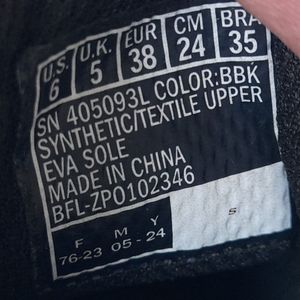 U.S. U.K. EUR CM BRA
6 5 38 24 35
SN 405093L COLOR:BBK
SYNTHETIC/TEXTILE UPPER
EVA SOLE
MADE IN CHINA
BFL-ZPO102346
F M Y
76-23 05-24
S